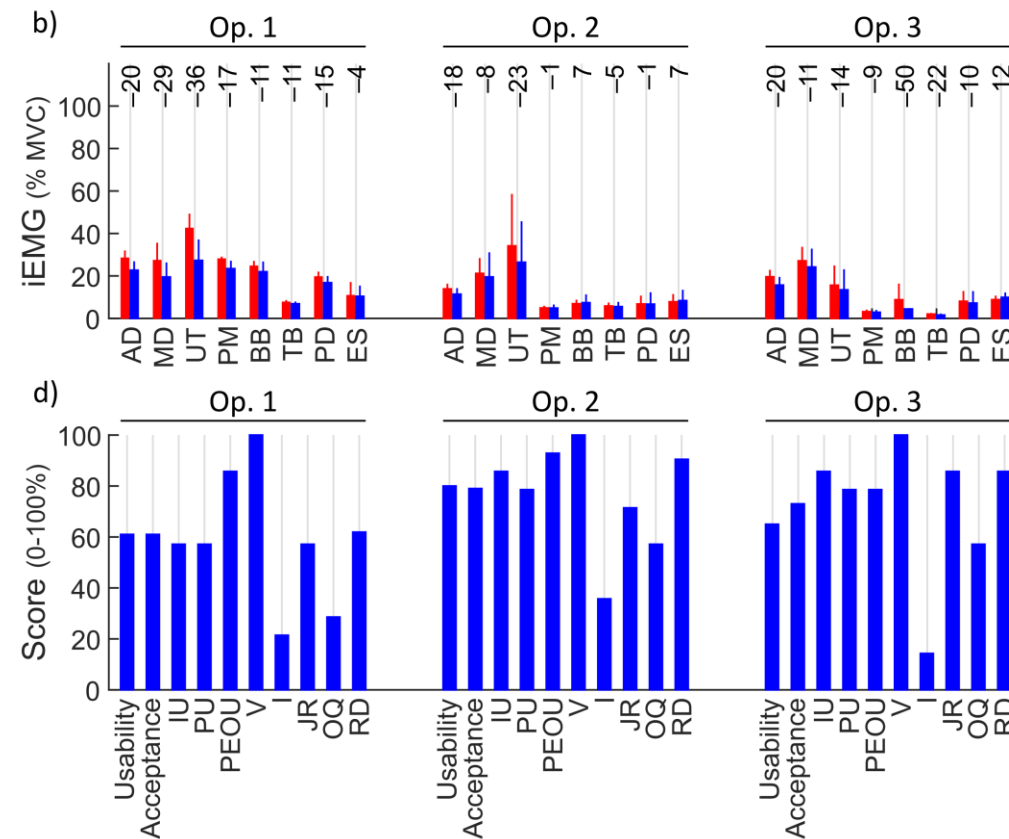 b)
Op. 1 Op. 2 Op. 3
−20 −29 −36 −17 −11 −11 −15 −4 −18 −8 −23 −1 7 −5 −1 7 −20 −11 −14 −9 −50 −22 −10 12
iEMG (% MVC)
100
80
60
40
20
0
AD MD UT PM BB TB PD ES AD MD UT PM BB TB PD ES AD MD UT PM BB TB PD ES
d)
Op. 1 Op. 2 Op. 3
Score (0-100%)
100
80
60
40
20
0
Usability Acceptance IU PU PEOU V I JR OQ RD Usability Acceptance IU PU PEOU V I JR OQ RD Usability Acceptance IU PU PEOU V I JR OQ RD